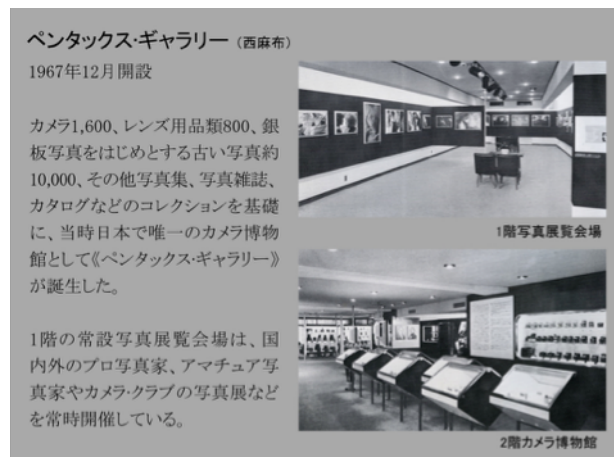 ペンタックス・ギャラリー（西麻布）
1967年12月開設
カメラ1,600、レンズ用品類800、銀
板写真をはじめとする古い写真約
10,000、その他写真集、写真雑誌、
カタログなどのコレクションを基礎
に、当時日本で唯一のカメラ博物
館として《ペンタックス・ギャラリー》
が誕生した。
1階の常設写真展覧会場は、国
内外のプロ写真家、アマチュア写
真家やカメラ・クラブの写真展など
を常時開催している。
1階写真展覧会場
2階カメラ博物館